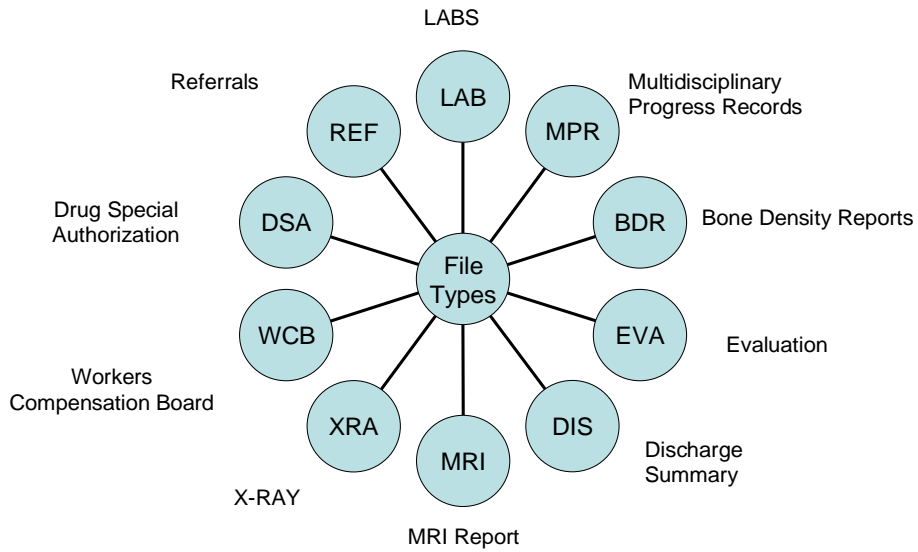 LABS
LAB
Multidisciplinary
Progress Records
MPR
Bone Density Reports
BDR
Evaluation
EVA
Discharge
Summary
DIS
MRI Report
MRI
X-RAY
XRA
Workers
Compensation Board
WCB
Drug Special
Authorization
DSA
Referrals
REF
File
Types